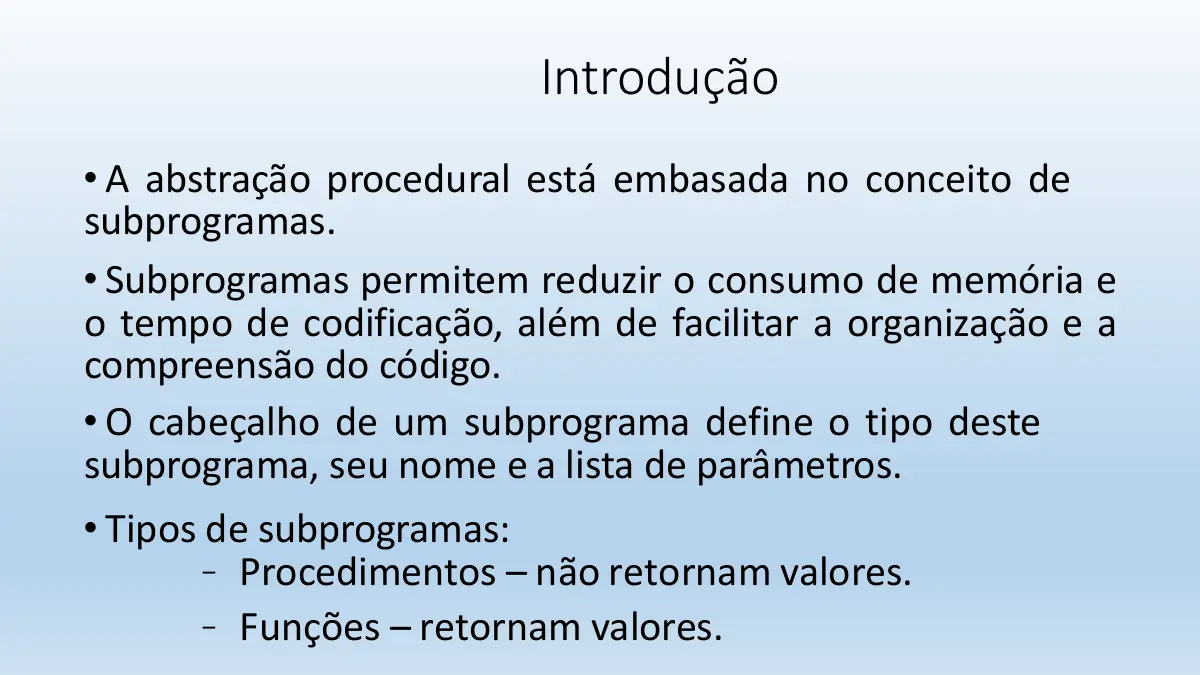 Introdução
• A abstração procedural está embasada no conceito de
subprogramas.
• Subprogramas permitem reduzir o consumo de memória e
o tempo de codificação, além de facilitar a organização e a
compreensão do código.
• O cabeçalho de um subprograma define o tipo deste
subprograma, seu nome e a lista de parâmetros.
• Tipos de subprogramas:
– Procedimentos – não retornam valores.
– Funções – retornam valores.